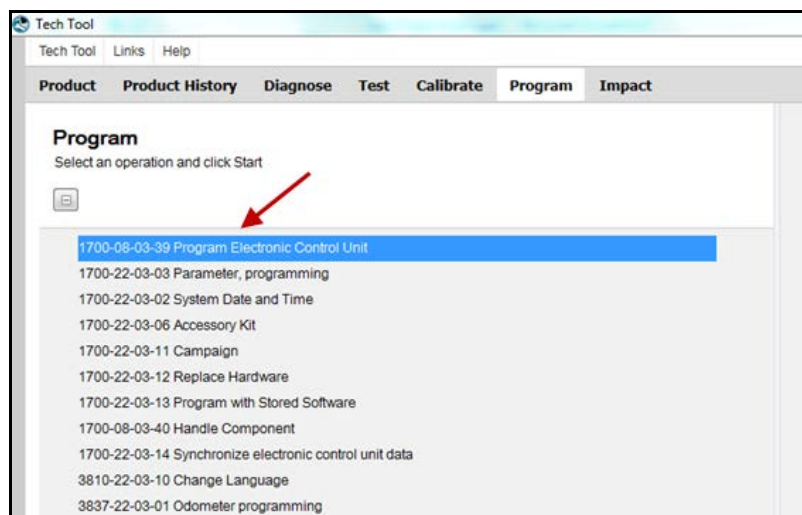 Tech Tool
Tech Tool Links Help
Product Product History Diagnose Test Calibrate Program Impact
Program
Select an operation and click Start
1700-08-03-39 Program Electronic Control Unit
1700-22-03-03 Parameter, programming
1700-22-03-02 System Date and Time
1700-22-03-06 Accessory Kit
1700-22-03-11 Campaign
1700-22-03-12 Replace Hardware
1700-22-03-13 Program with Stored Software
1700-08-03-40 Handle Component
1700-22-03-14 Synchronize electronic control unit data
3810-22-03-10 Change Language
3837-22-03-01 Odometer programming